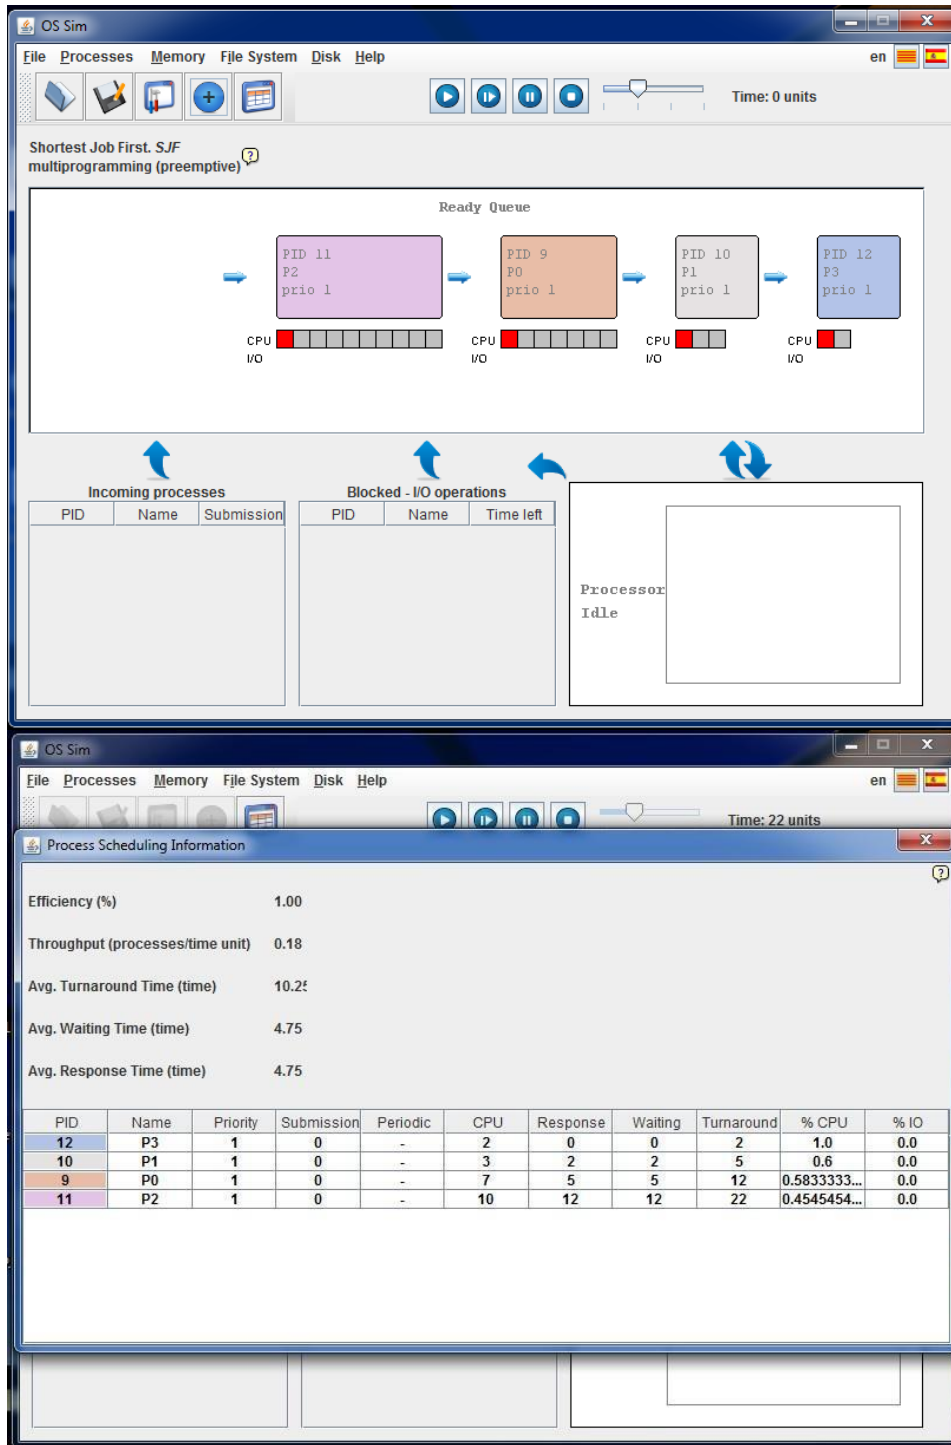 OS Sim
File Processes Memory File System Disk Help en
Time: 0 units
Shortest Job First. SJF
multiprogramming (preemptive)
Ready Queue
PID 11 PID 9 PID 10 PID 12
P2 P0 P1 P3
prio 1 prio 1 prio 1 prio 1
CPU CPU CPU CPU
I/O I/O I/O I/O
Incoming processes Blocked - I/O operations
PID Name Submission PID Name Time left
Processor
Idle
OS Sim
File Processes Memory File System Disk Help en
Time: 22 units
Process Scheduling Information
Efficiency (%) 1.00
Throughput (processes/time unit) 0.18
Avg. Turnaround Time (time) 10.25
Avg. Waiting Time (time) 4.75
Avg. Response Time (time) 4.75
PID Name Priority Submission Periodic CPU Response Waiting Turnaround % CPU % IO
12 P3 1 0 - 2 0 0 2 1.0 0.0
10 P1 1 0 - 3 2 2 5 0.6 0.0
9 P0 1 0 - 7 5 5 12 0.5833333... 0.0
11 P2 1 0 - 10 12 12 22 0.4545454... 0.0